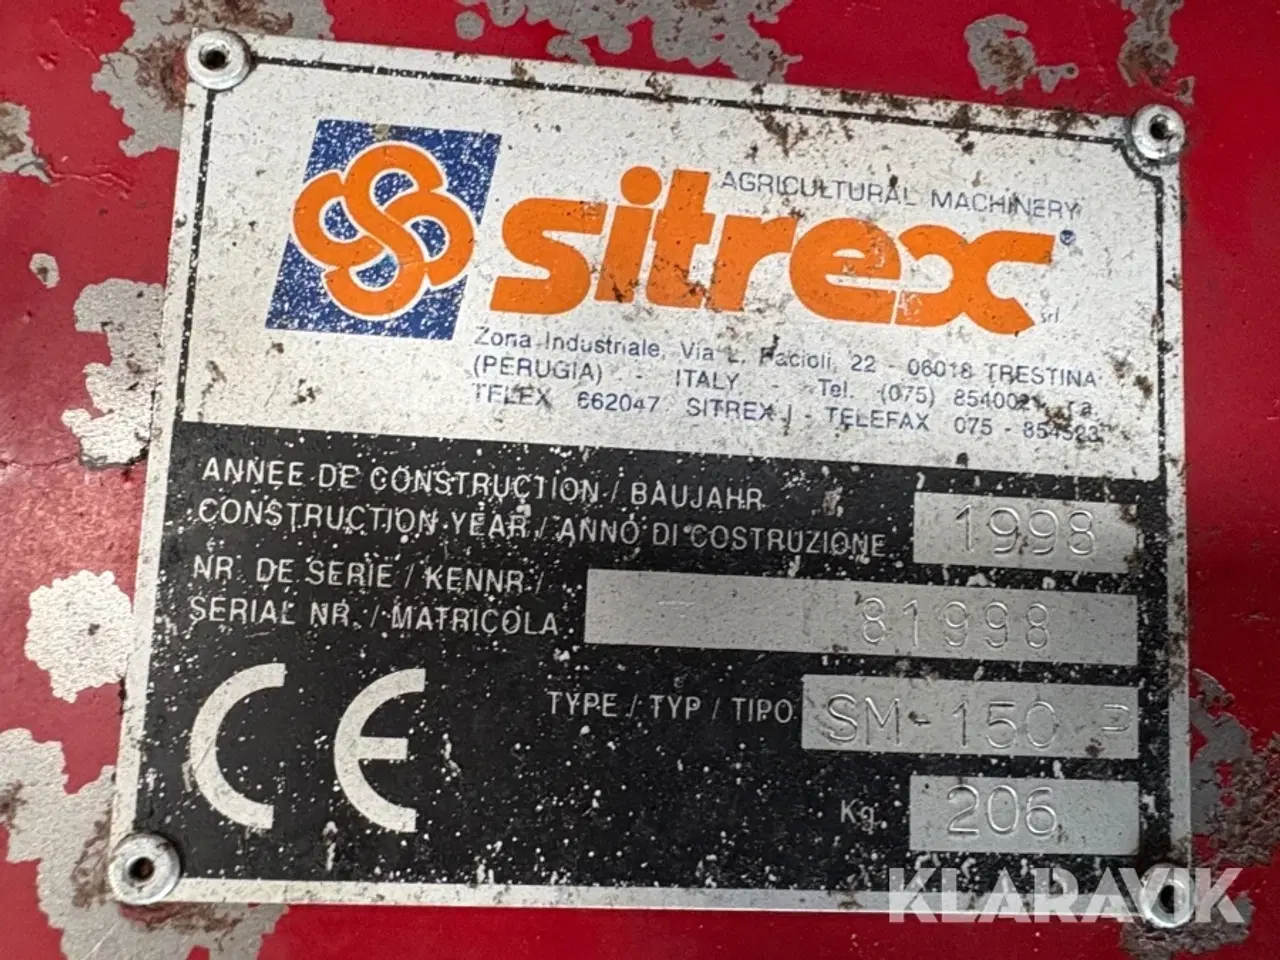 AGRICULTURAL MACHINERY
sitrex®
srl
Zona Industriale, Via L. Pacioli, 22 - 06018 TRESTINA
(PERUGIA) - ITALY - Tel. (075) 8540021 r.a.
TELEX 662047 SITREX I - TELEFAX 075 - 854523
ANNEE DE CONSTRUCTION / BAUJAHR
CONSTRUCTION YEAR / ANNO DI COSTRUZIONE 1998
NR. DE SERIE / KENNR /
SERIAL NR. / MATRICOLA - 81998
CE
TYPE / TYP / TIPO SM-150
Kg. 206
KLARAVIK